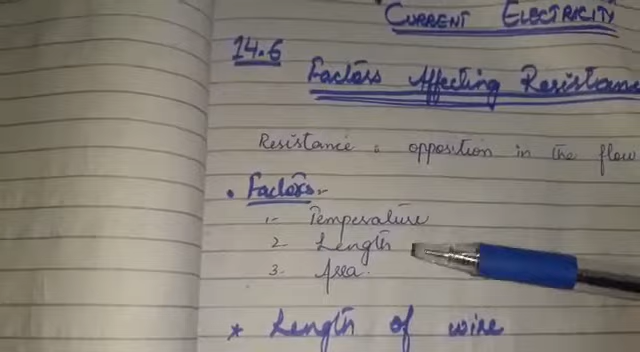 CURRENT ELECTRICITY
14.6
Factors Affecting Resistance
Resistance : opposition in the flow
• Factors:-
1- Temperature
2. Length
3. Area.
* Length of wire